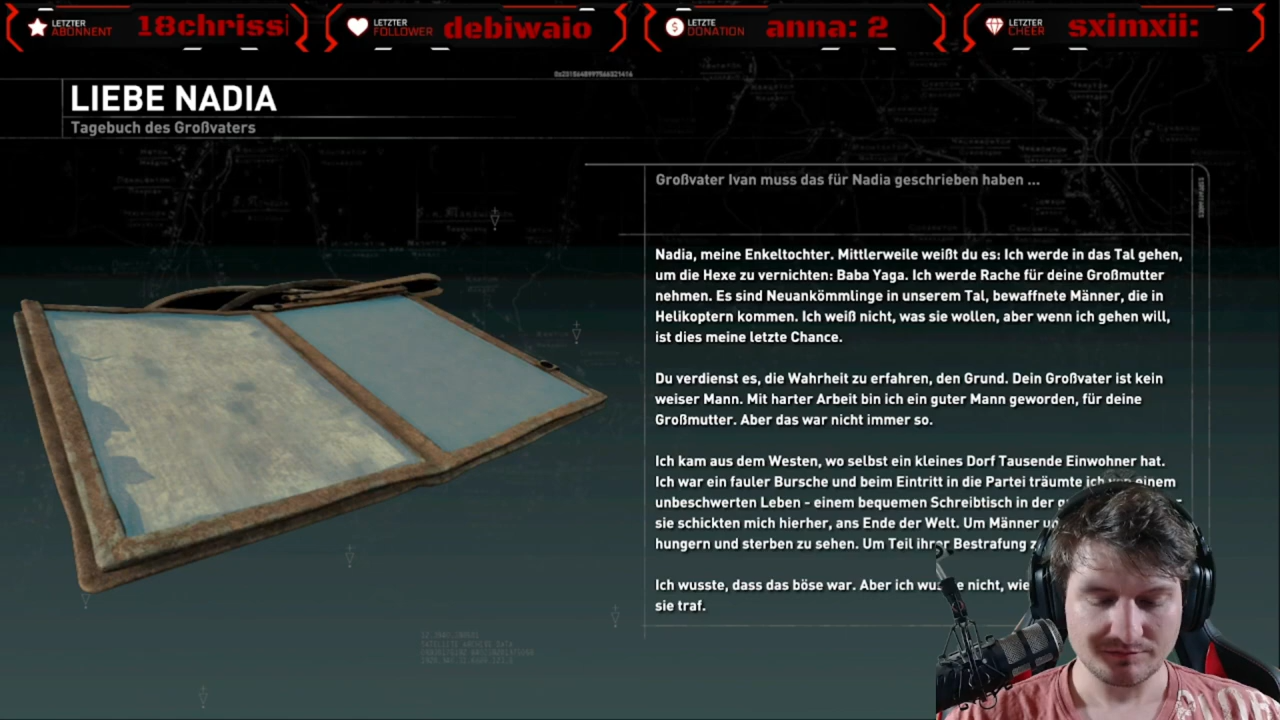 LETZTER
ABONNENT
18chrissi
LETZTER
FOLLOWER
debiwaio
LETZTE
DONATION
anna: 2
LETZTER
CHEER
sximxii:
LIEBE NADIA
Tagebuch des Großvaters
Großvater Ivan muss das für Nadia geschrieben haben ...
Nadia, meine Enkeltochter. Mittlerweile weißt du es: Ich werde in das Tal gehen,
um die Hexe zu vernichten: Baba Yaga. Ich werde Rache für deine Großmutter
nehmen. Es sind Neuankömmlinge in unserem Tal, bewaffnete Männer, die in
Helikoptern kommen. Ich weiß nicht, was sie wollen, aber wenn ich gehen will,
ist dies meine letzte Chance.
Du verdienst es, die Wahrheit zu erfahren, den Grund. Dein Großvater ist kein
weiser Mann. Mit harter Arbeit bin ich ein guter Mann geworden, für deine
Großmutter. Aber das war nicht immer so.
Ich kam aus dem Westen, wo selbst ein kleines Dorf Tausende Einwohner hat.
Ich war ein fauler Bursche und beim Eintritt in die Partei träumte ich von einem
unbeschwerten Leben - einem bequemen Schreibtisch in der
sie schickten mich hierher, ans Ende der Welt. Um Männer
hungern und sterben zu sehen. Um Teil ihrer Bestrafung
Ich wusste, dass das böse war. Aber ich wusste nicht, wie
sie traf.